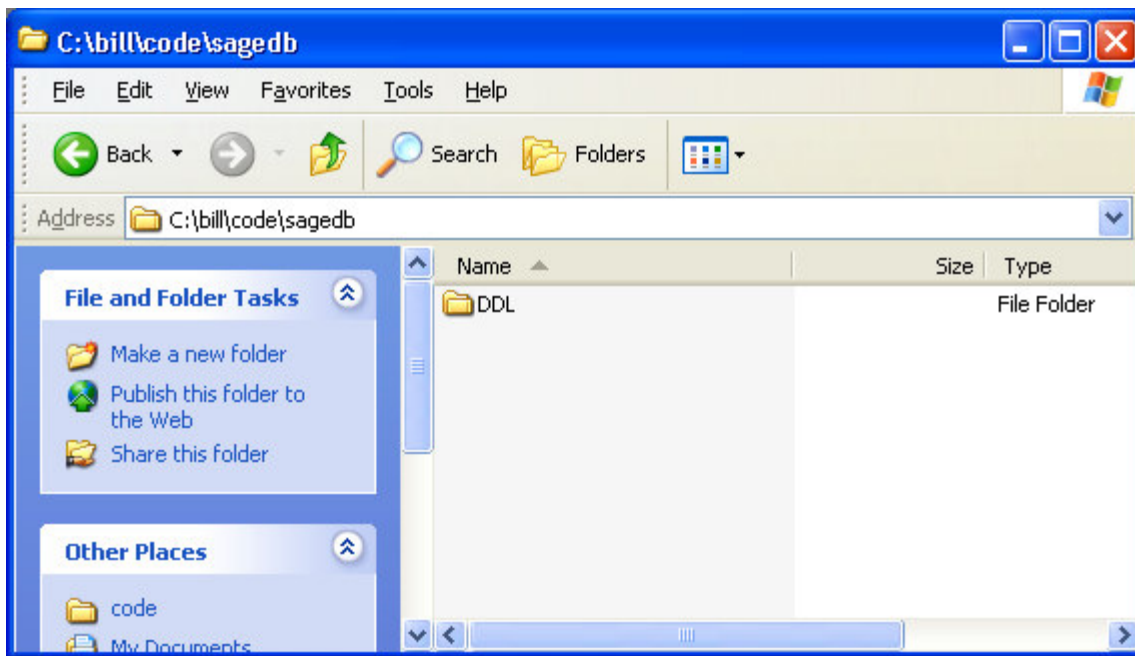 C:\bill\code\sagedb
File Edit View Favorites Tools Help
Back Search Folders
Address C:\bill\code\sagedb
Name Size Type
File and Folder Tasks
Make a new folder
Publish this folder to
the Web
Share this folder
Other Places
code
My Documents
DDL File Folder